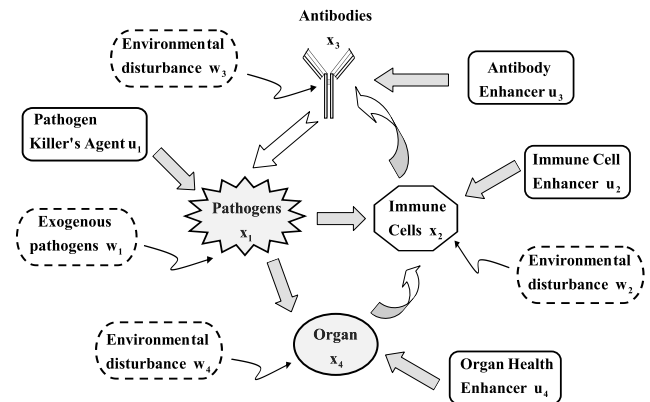 Antibodies
x₃
Environmental
disturbance w₃
Antibody
Enhancer u₃
Pathogen
Killer's Agent u₁
Immune Cell
Enhancer u₂
Pathogens
x₁
Immune
Cells x₂
Exogenous
pathogens w₁
Environmental
disturbance w₂
Organ
x₄
Environmental
disturbance w₄
Organ Health
Enhancer u₄